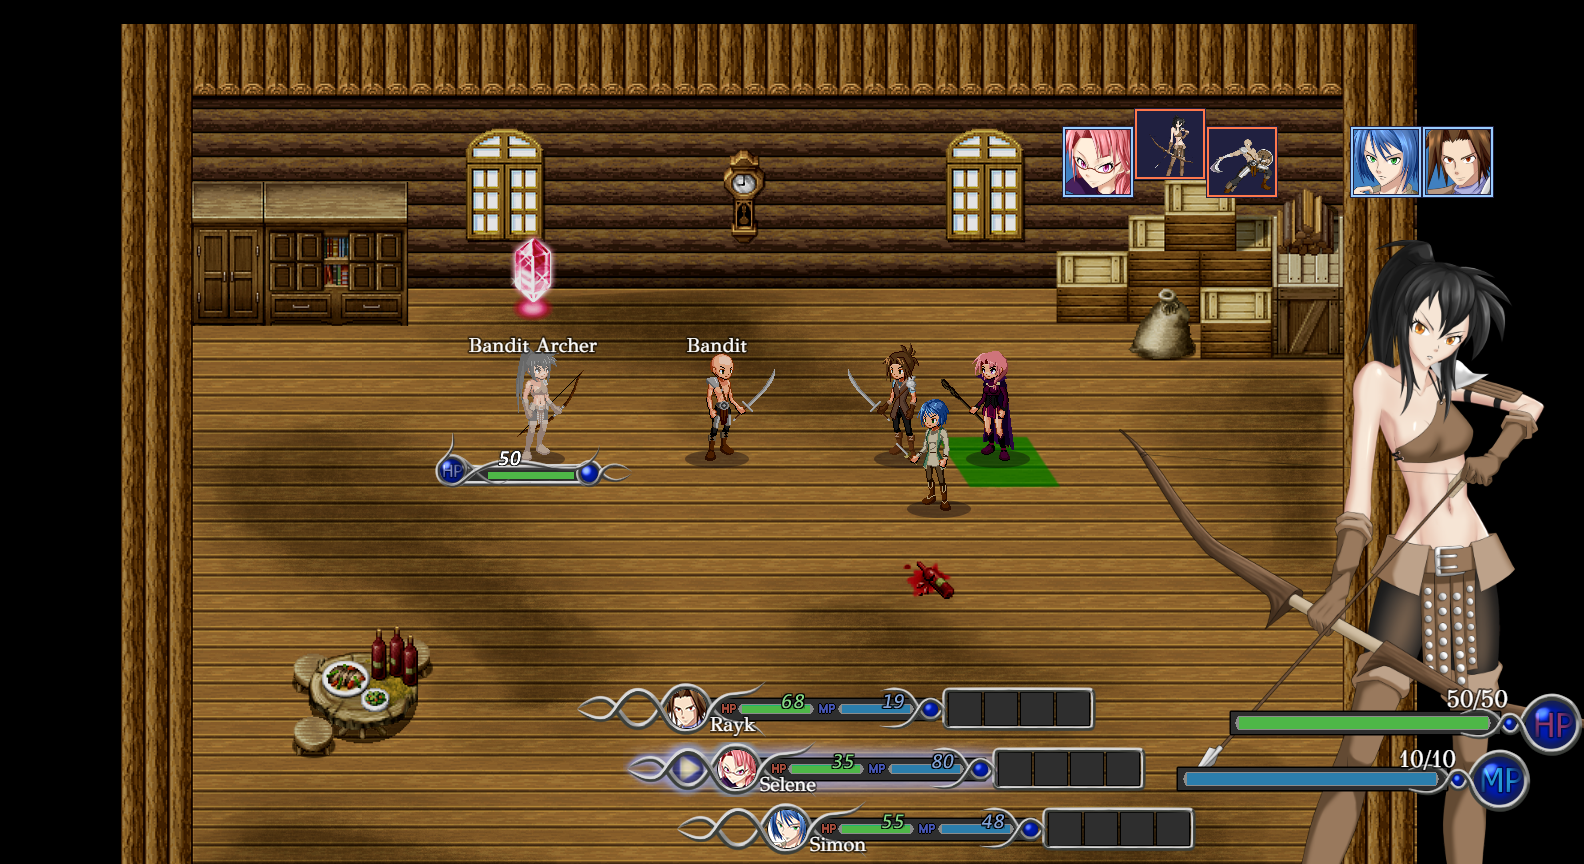 Bandit Archer
Bandit
HP 50
HP 68 MP 19
Rayk
HP 35 MP 80
Selene
HP 55 MP 48
Simon
50/50
HP
10/10
MP